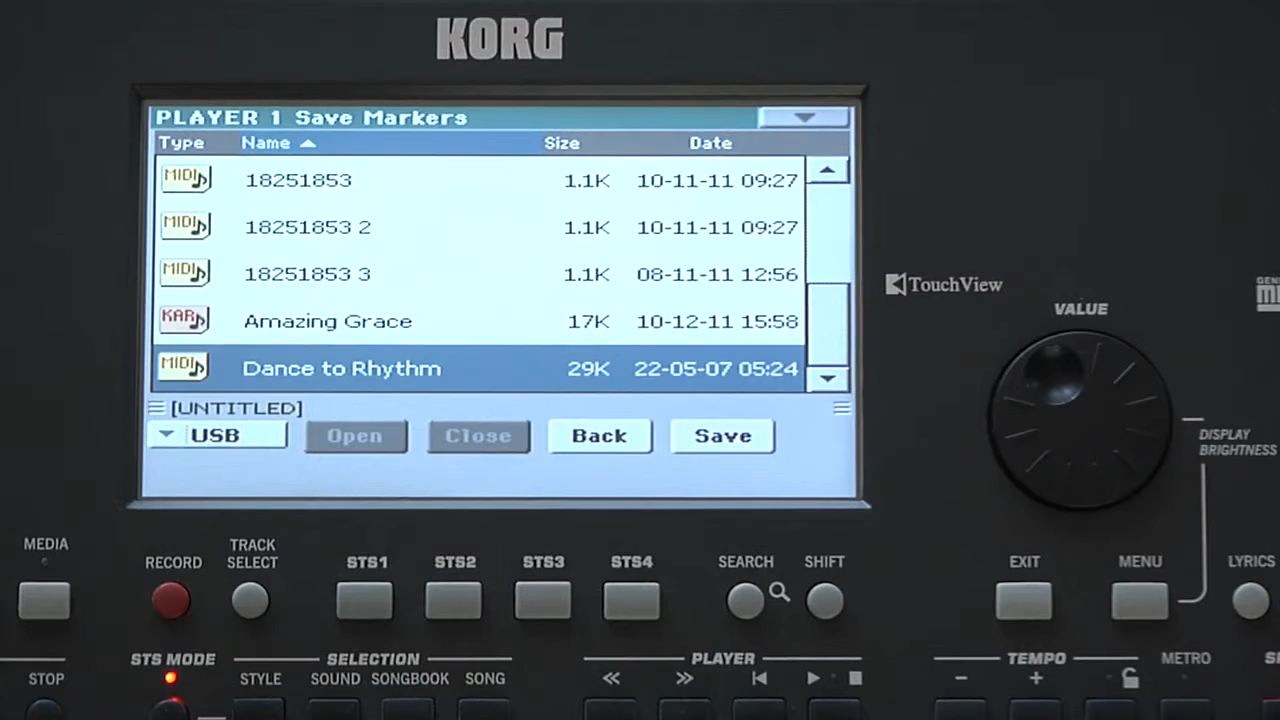 KORG
PLAYER 1 Save Markers
Type Name Size Date
MIDI 18251853 1.1K 10-11-11 09:27
MIDI 18251853 2 1.1K 10-11-11 09:27
MIDI 18251853 3 1.1K 08-11-11 12:56
KAR Amazing Grace 17K 10-12-11 15:58
MIDI Dance to Rhythm 29K 22-05-07 05:24
[UNTITLED]
USB Open Close Back Save
TouchView
VALUE
DISPLAY
BRIGHTNESS
MEDIA
RECORD
TRACK
SELECT
STS1 STS2 STS3 STS4
SEARCH SHIFT
EXIT MENU LYRICS
STS MODE SELECTION PLAYER TEMPO METRO
STOP STYLE SOUND SONGBOOK SONG